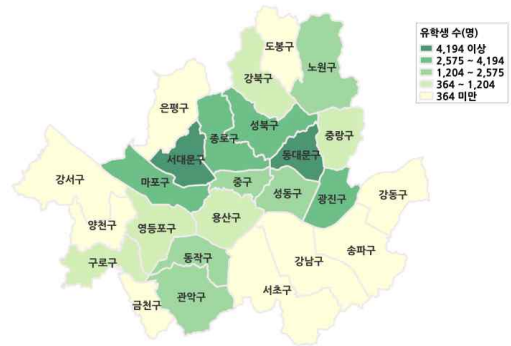 유학생 수(명)
4,194 이상
2,575 ~ 4,194
1,204 ~ 2,575
364 ~ 1,204
364 미만
도봉구
노원구
강북구
은평구
성북구
종로구
중랑구
서대문구
동대문구
강서구
마포구
중구
성동구
광진구
강동구
양천구
영등포구
용산구
송파구
구로구
동작구
강남구
금천구
관악구
서초구